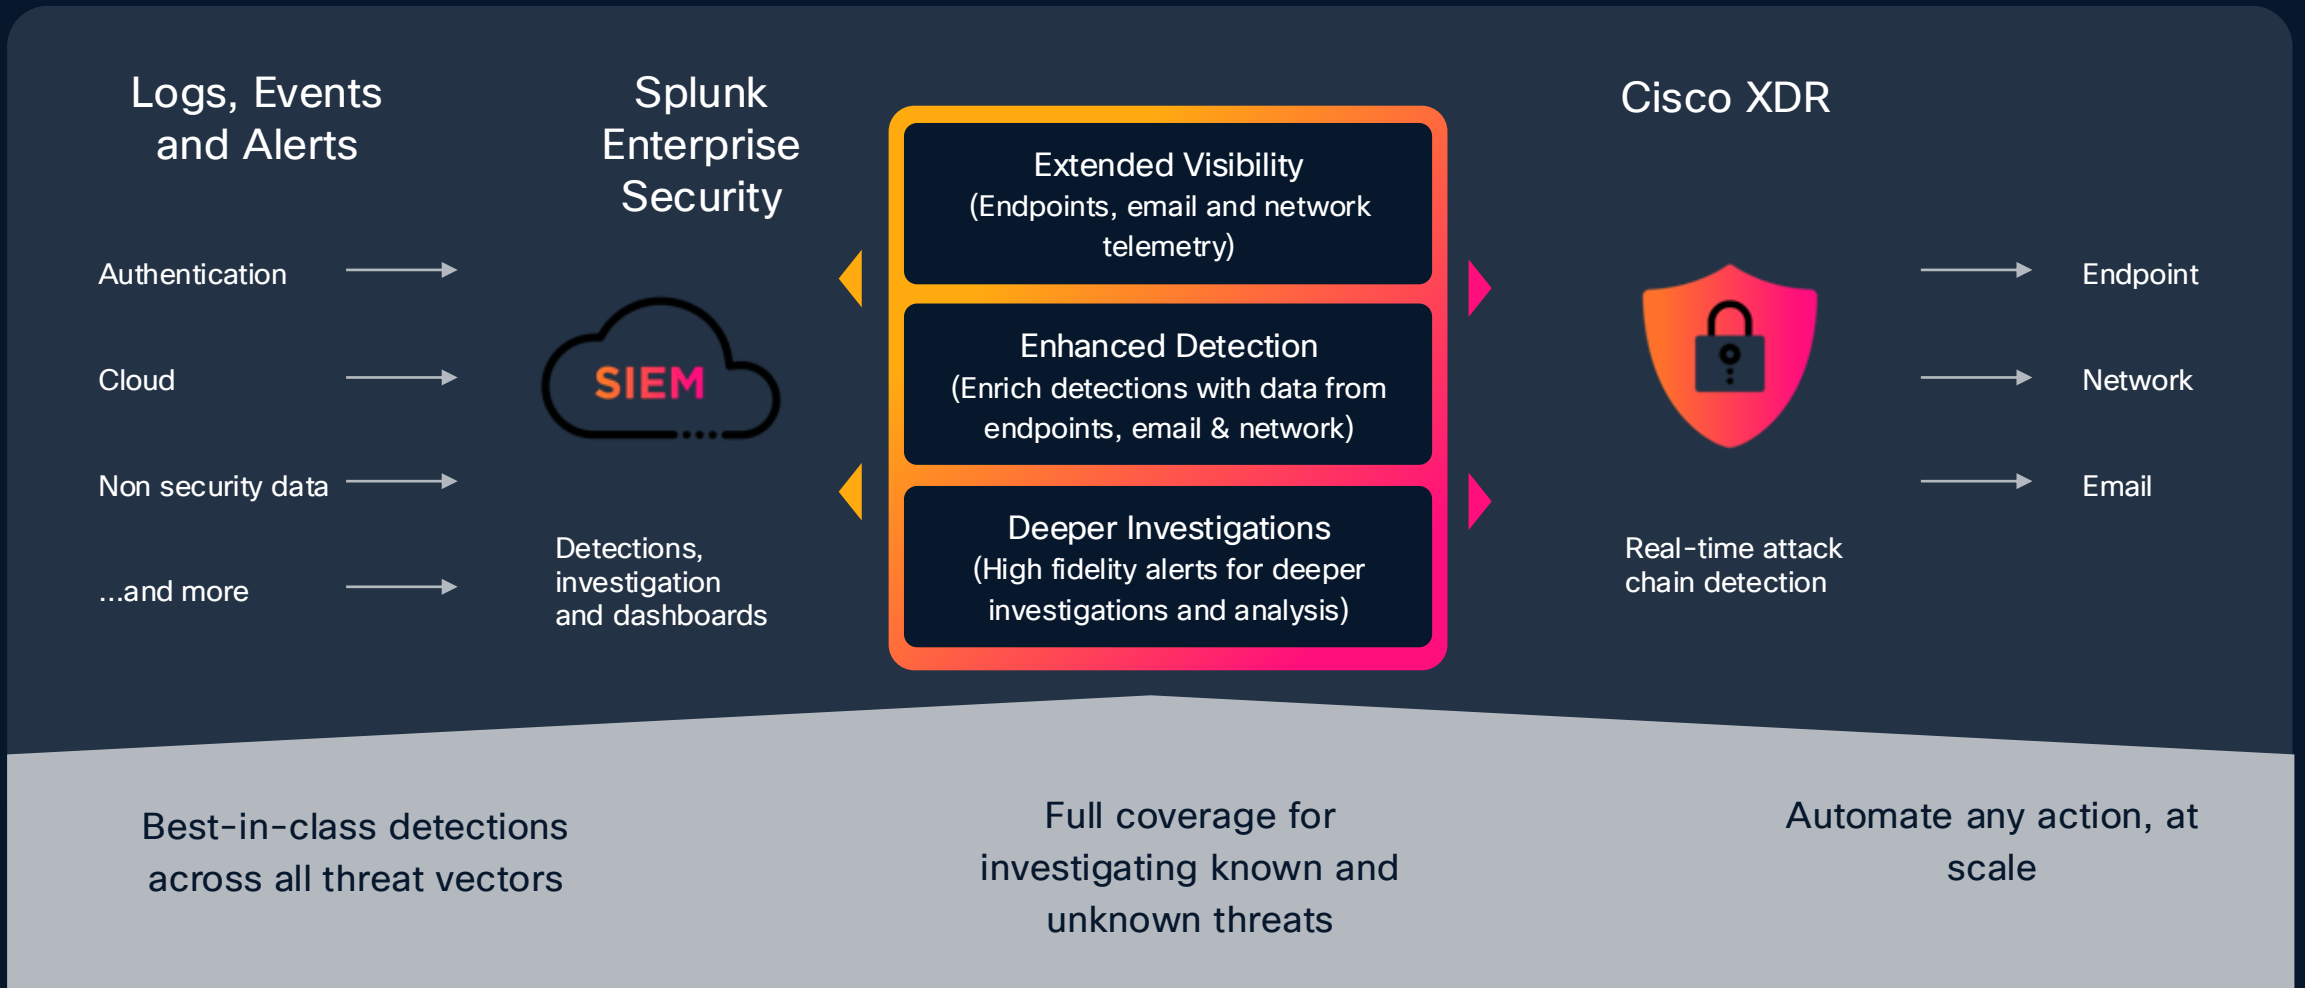 Logs, Events
and Alerts
Authentication
Cloud
Non security data
...and more
Splunk
Enterprise
Security
SIEM
Detections,
investigation
and dashboards
Extended Visibility
(Endpoints, email and network
telemetry)
Enhanced Detection
(Enrich detections with data from
endpoints, email & network)
Deeper Investigations
(High fidelity alerts for deeper
investigations and analysis)
Cisco XDR
Real-time attack
chain detection
Endpoint
Network
Email
Best-in-class detections
across all threat vectors
Full coverage for
investigating known and
unknown threats
Automate any action, at
scale